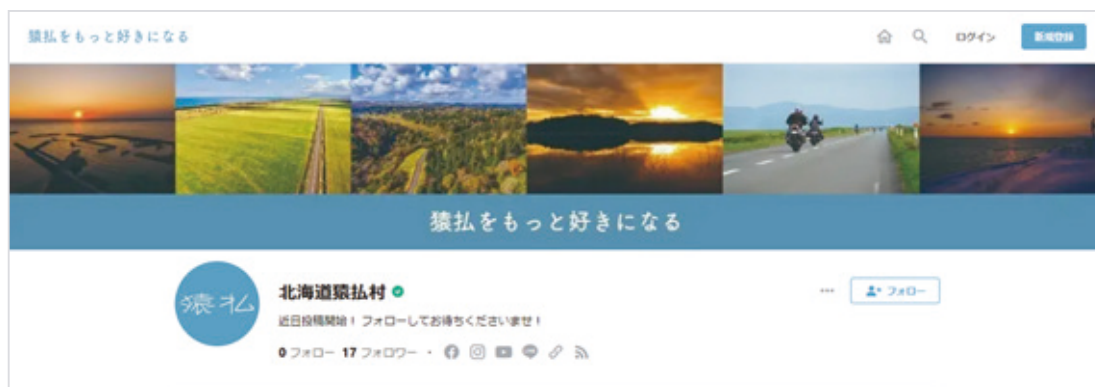 猿払をもっと好きになる
ログイン
新規登録
猿払をもっと好きになる
猿払
北海道猿払村
近日投稿開始！ フォローしてお待ちくださいませ！
0 フォロー 17 フォロワー ・
フォロー